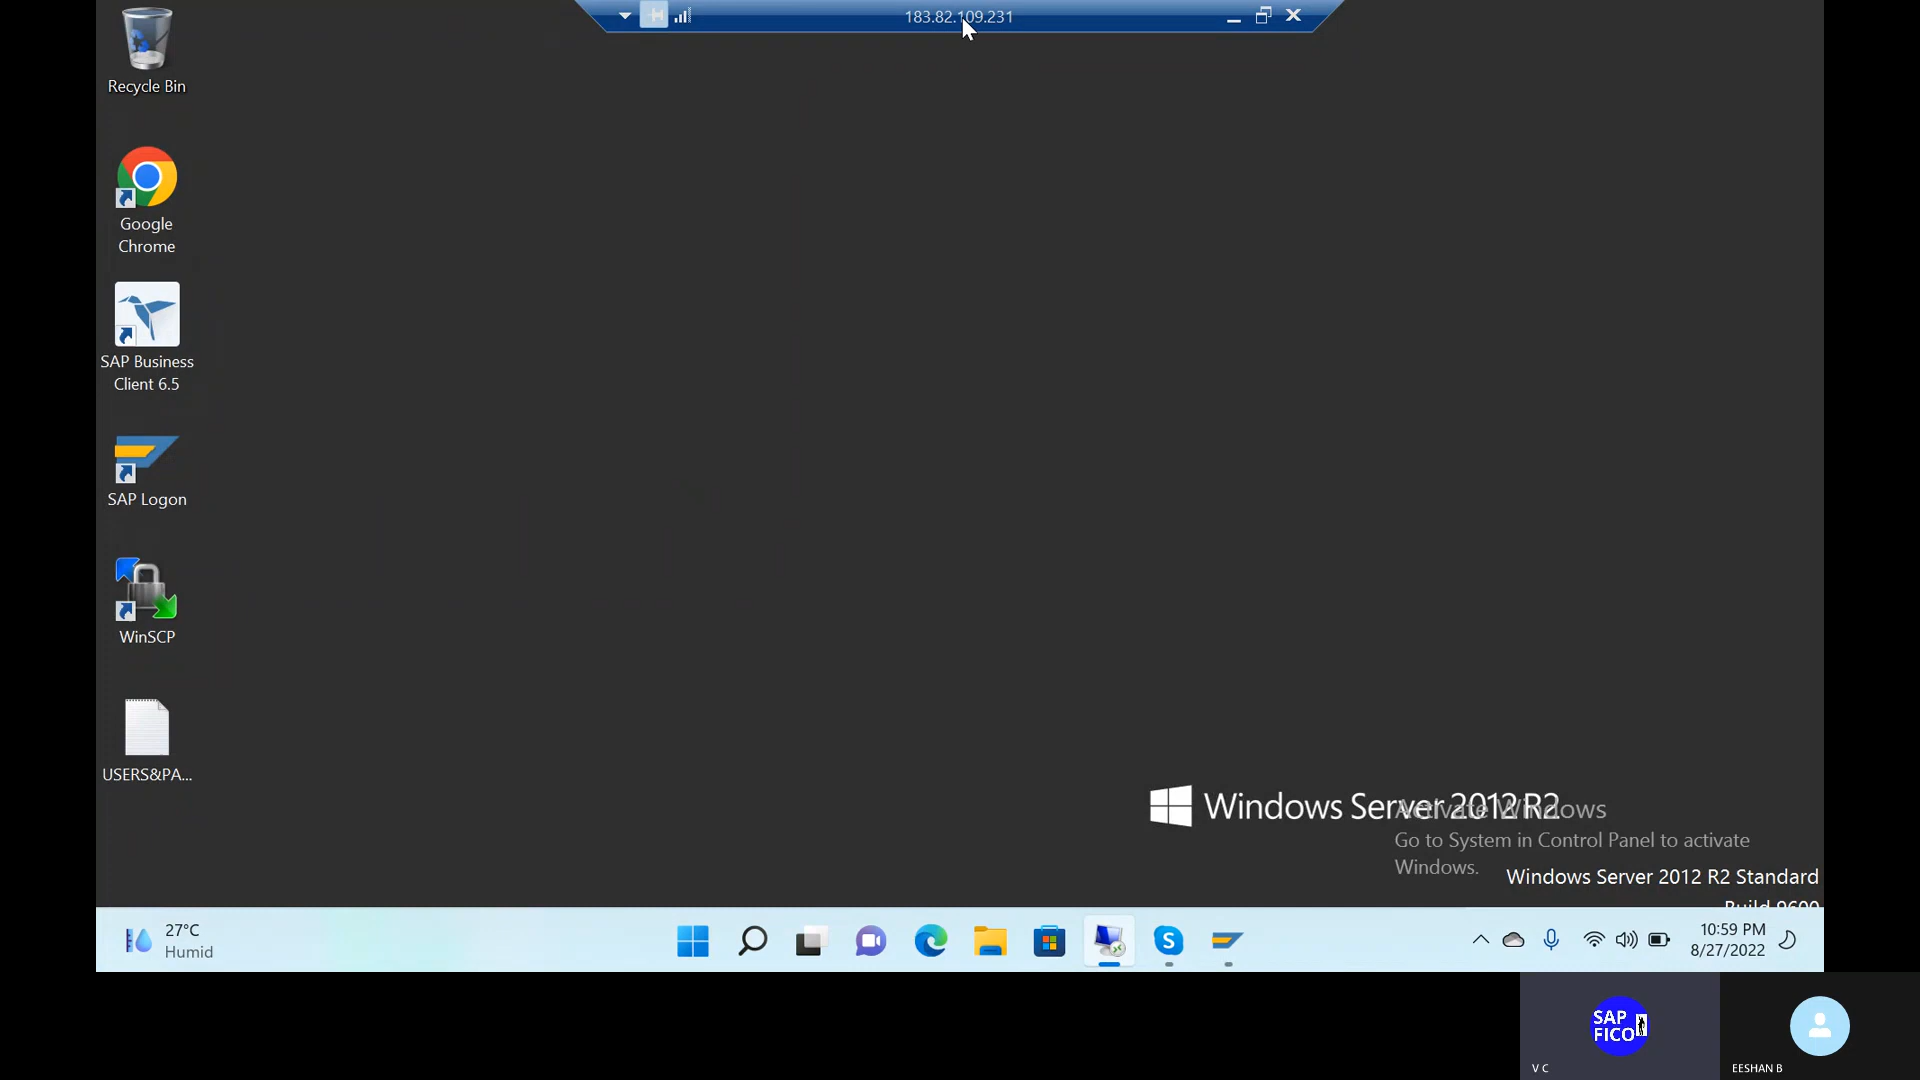 183.82.109.231
Recycle Bin
Google
Chrome
SAP Business
Client 6.5
SAP Logon
WinSCP
USERS&PA...
Windows Server 2012 R2
Activate Windows
Go to System in Control Panel to activate
Windows.
Windows Server 2012 R2 Standard
Build 9600
27°C
Humid
10:59 PM
8/27/2022
SAP
FICO
V C
EESHAN B